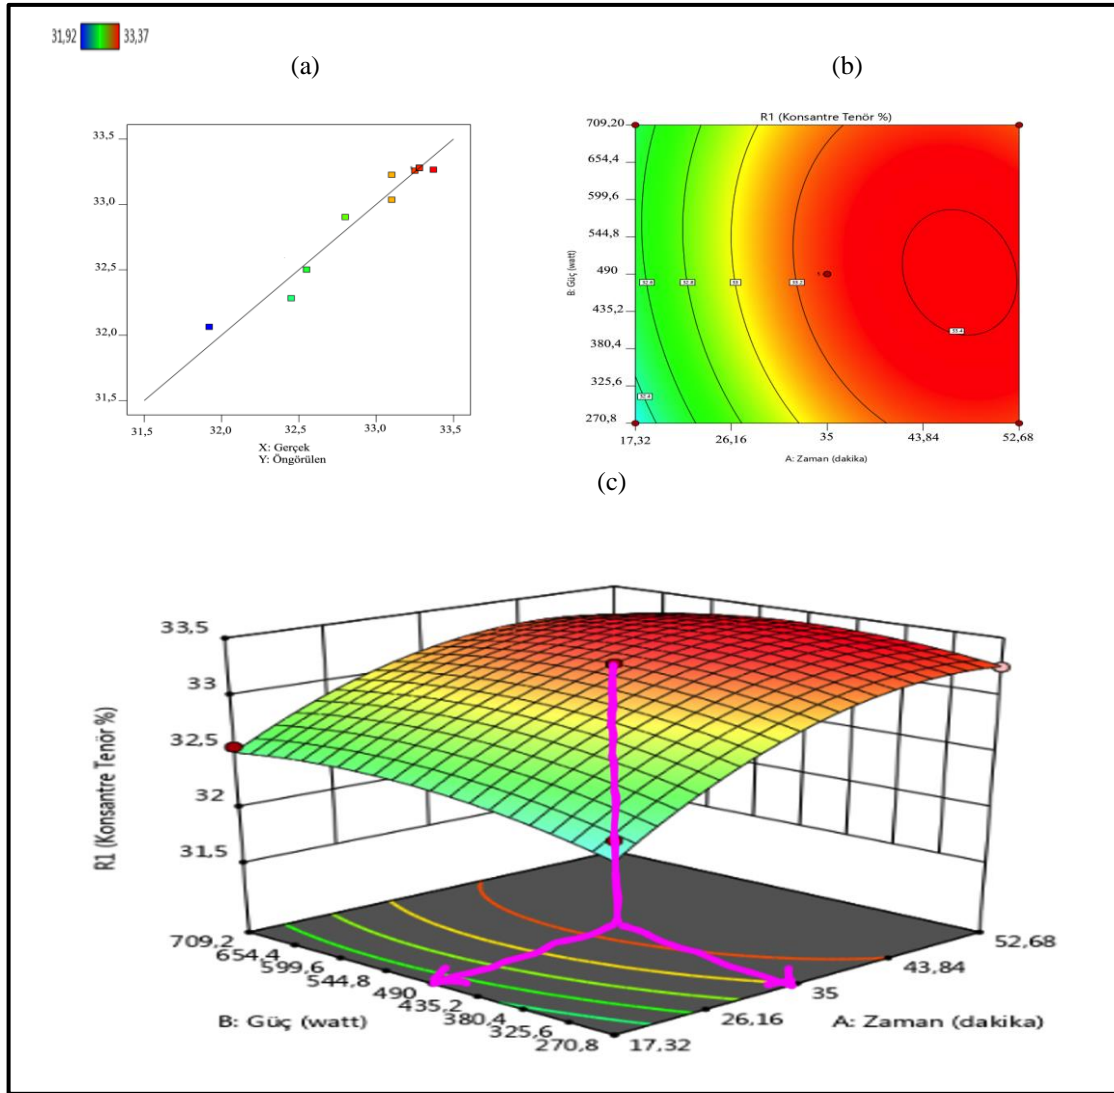 31,92 33,37
(a)
(b)
33,5
33,0
32,5
32,0
31,5
31,5 32,0 32,5 33,0 33,5
X: Gerçek
Y: Öngörülen
R1 (Konsantre Tenör %)
709,20
654,4
599,6
544,8
490
435,2
380,4
325,6
270,8
B: Güç (watt)
33.2
33.4
17,32 26,16 35 43,84 52,68
A: Zaman (dakika)
(c)
33,5
33
32,5
32
31,5
R1 (Konsantre Tenör %)
709,2
654,4
599,6
544,8
490
435,2
380,4
325,6
270,8
B: Güç (watt)
17,32
26,16
35
43,84
52,68
A: Zaman (dakika)